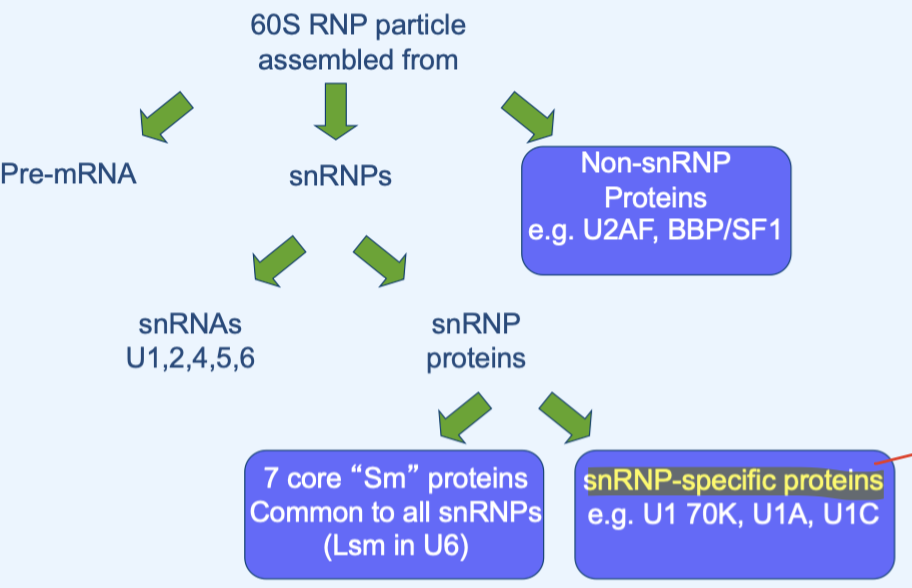 60S RNP particle
assembled from
Pre-mRNA
snRNPs
Non-snRNP
Proteins
e.g. U2AF, BBP/SF1
snRNAs
U1,2,4,5,6
snRNP
proteins
7 core “Sm” proteins
Common to all snRNPs
(Lsm in U6)
snRNP-specific proteins
e.g. U1 70K, U1A, U1C